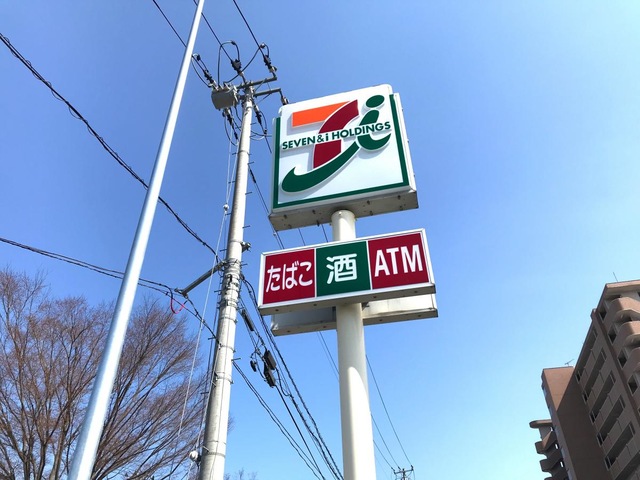 SEVEN&i HOLDINGS
たばこ 酒 ATM